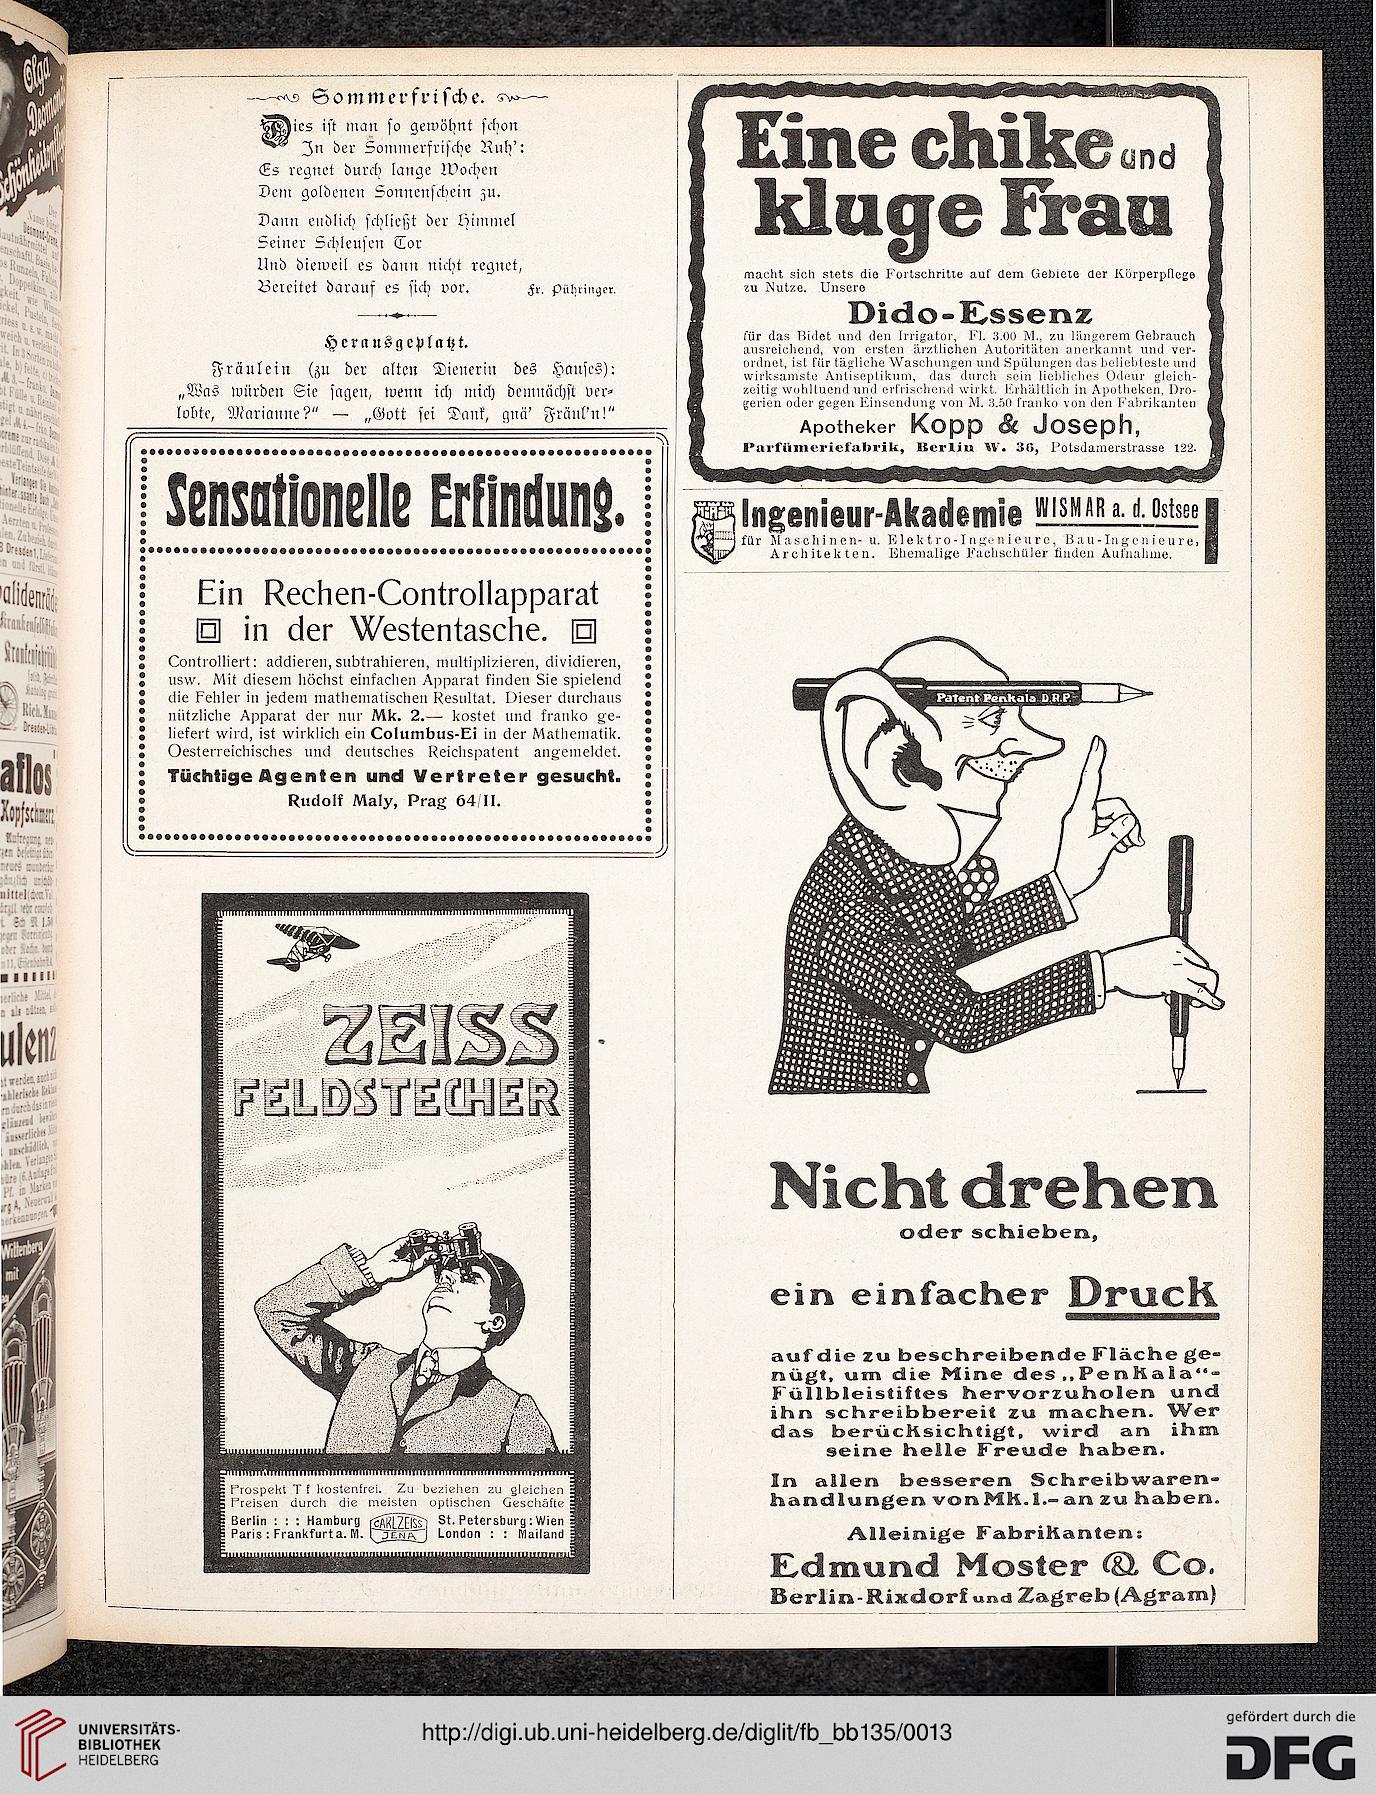 Sommerfrische.
Dies ist man so gewöhnt schon
In der Sommerfrische Ruh':
Es regnet durch lange Wochen
Dem goldenen Sonnenschein zu.
Dann endlich schließt der Himmel
Seiner Schleusen Tor
Und dieweil es dann nicht regnet,
Bereitet darauf es sich vor. Fr. Pühringer.
Herausgeplatzt.
Fräulein (zu der alten Dienerin des Hauses):
„Was würden Sie sagen, wenn ich mich demnächst ver-
lobte, Marianne?" — „Gott sei Dank, gnä' Fräul'n!"
Sensationelle Erfindung.
Ein Rechen-Controllapparat
in der Westentasche.
Controlliert: addieren, subtrahieren, multiplizieren, dividieren,
usw. Mit diesem höchst einfachen Apparat finden Sie spielend
die Fehler in jedem mathematischen Resultat. Dieser durchaus
nützliche Apparat der nur Mk. 2.— kostet und franko ge-
liefert wird, ist wirklich ein Columbus-Ei in der Mathematik.
Oesterreichisches und deutsches Reichspatent angemeldet.
Tüchtige Agenten und Vertreter gesucht.
Rudolf Maly, Prag 64/II.
ZEISS
FELDSTECHER
Prospekt T f kostenfrei. Zu beziehen zu gleichen
Preisen durch die meisten optischen Geschäfte
Berlin : : : Hamburg CARL ZEISS St. Petersburg : Wien
Paris : Frankfurt a. M. JENA London : : Mailand
Eine chike und
kluge Frau
macht sich stets die Fortschritte auf dem Gebiete der Körperpflege
zu Nutze. Unsere
Dido-Essenz
für das Bidet und den Irrigator, Fl. 3.00 M., zu längerem Gebrauch
ausreichend, von ersten ärztlichen Autoritäten anerkannt und ver-
ordnet, ist für tägliche Waschungen und Spülungen das beliebteste und
wirksamste Antiseptikum, das durch sein liebliches Odeur gleich-
zeitig wohltuend und erfrischend wirkt. Erhältlich in Apotheken, Dro-
gerien oder gegen Einsendung von M. 3.50 franko von den Fabrikanten
Apotheker Kopp & Joseph,
Parfümeriefabrik, Berlin W. 36, Potsdamerstrasse 122.
Ingenieur-Akademie WISMAR a. d. Ostsee
für Maschinen- u. Elektro-Ingenieure, Bau-Ingenieure,
Architekten. Ehemalige Fachschüler finden Aufnahme.
Patent Penkala D.R.P.
Nicht drehen
oder schieben,
ein einfacher Druck
auf die zu beschreibende Fläche ge-
nügt, um die Mine des „Penkala"-
Füllbleistiftes hervorzuholen und
ihn schreibbereit zu machen. Wer
das berücksichtigt, wird an ihm
seine helle Freude haben.
In allen besseren Schreibwaren-
handlungen von Mk. 1.- an zu haben.
Alleinige Fabrikanten:
Edmund Moster & Co.
Berlin-Rixdorf und Zagreb (Agram)
UNIVERSITÄTS-
BIBLIOTHEK
HEIDELBERG
http://digi.ub.uni-heidelberg.de/diglit/fb_bb135/0013
gefördert durch die
DFG